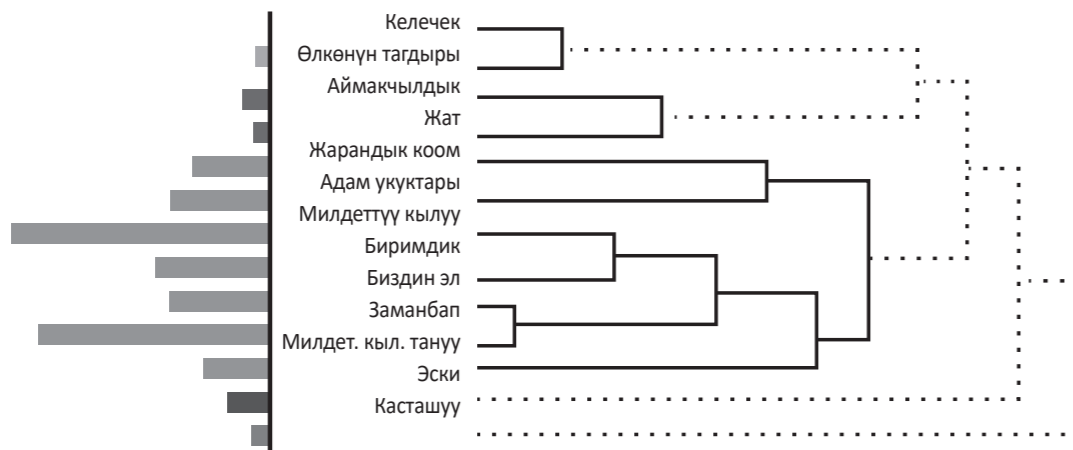 Келечек
Өлкөнүн тагдыры
Аймакчылдык
Жат
Жарандык коом
Адам укуктары
Милдеттүү кылуу
Биримдик
Биздин эл
Заманбап
Милдет. кыл. тануу
Эски
Касташуу